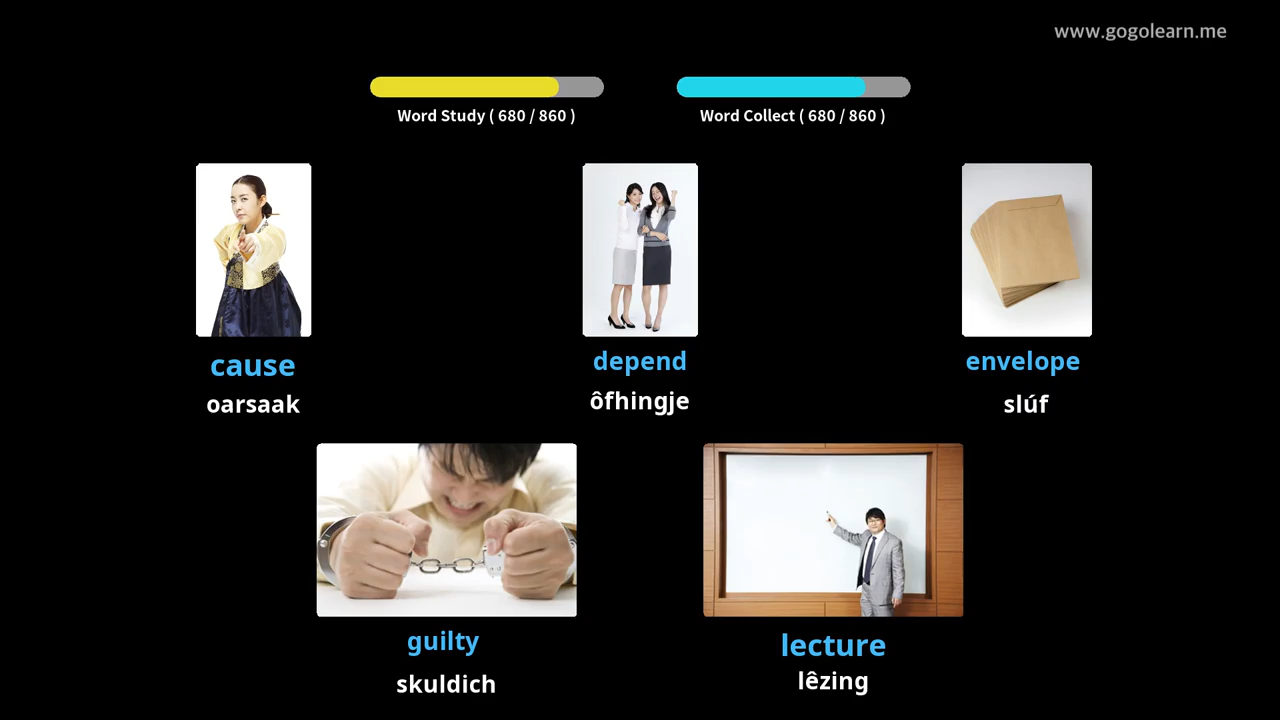 www.gogolearn.me
Word Study ( 680 / 860 )
Word Collect ( 680 / 860 )
cause
oarsaak
depend
ôfhingje
envelope
slúf
guilty
skuldich
lecture
lêzing